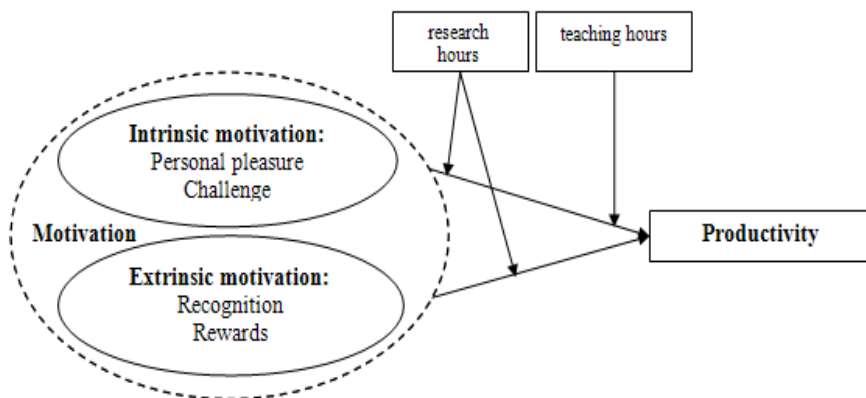 research
hours
teaching hours
Intrinsic motivation:
Personal pleasure
Challenge
Motivation
Extrinsic motivation:
Recognition
Rewards
Productivity